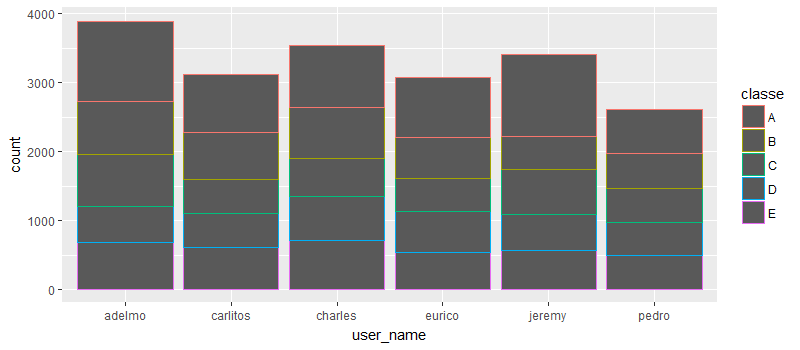 4000
3000
2000
1000
0
count
adelmo
carlitos
charles
eurico
jeremy
pedro
user_name
classe
A
B
C
D
E